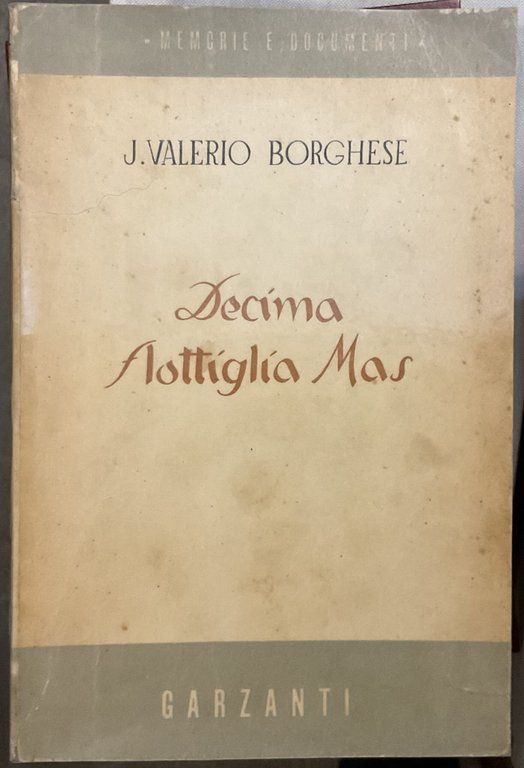 • MEMORIE E DOCUMENTI •
J. VALERIO BORGHESE
Decima
flottiglia Mas
GARZANTI